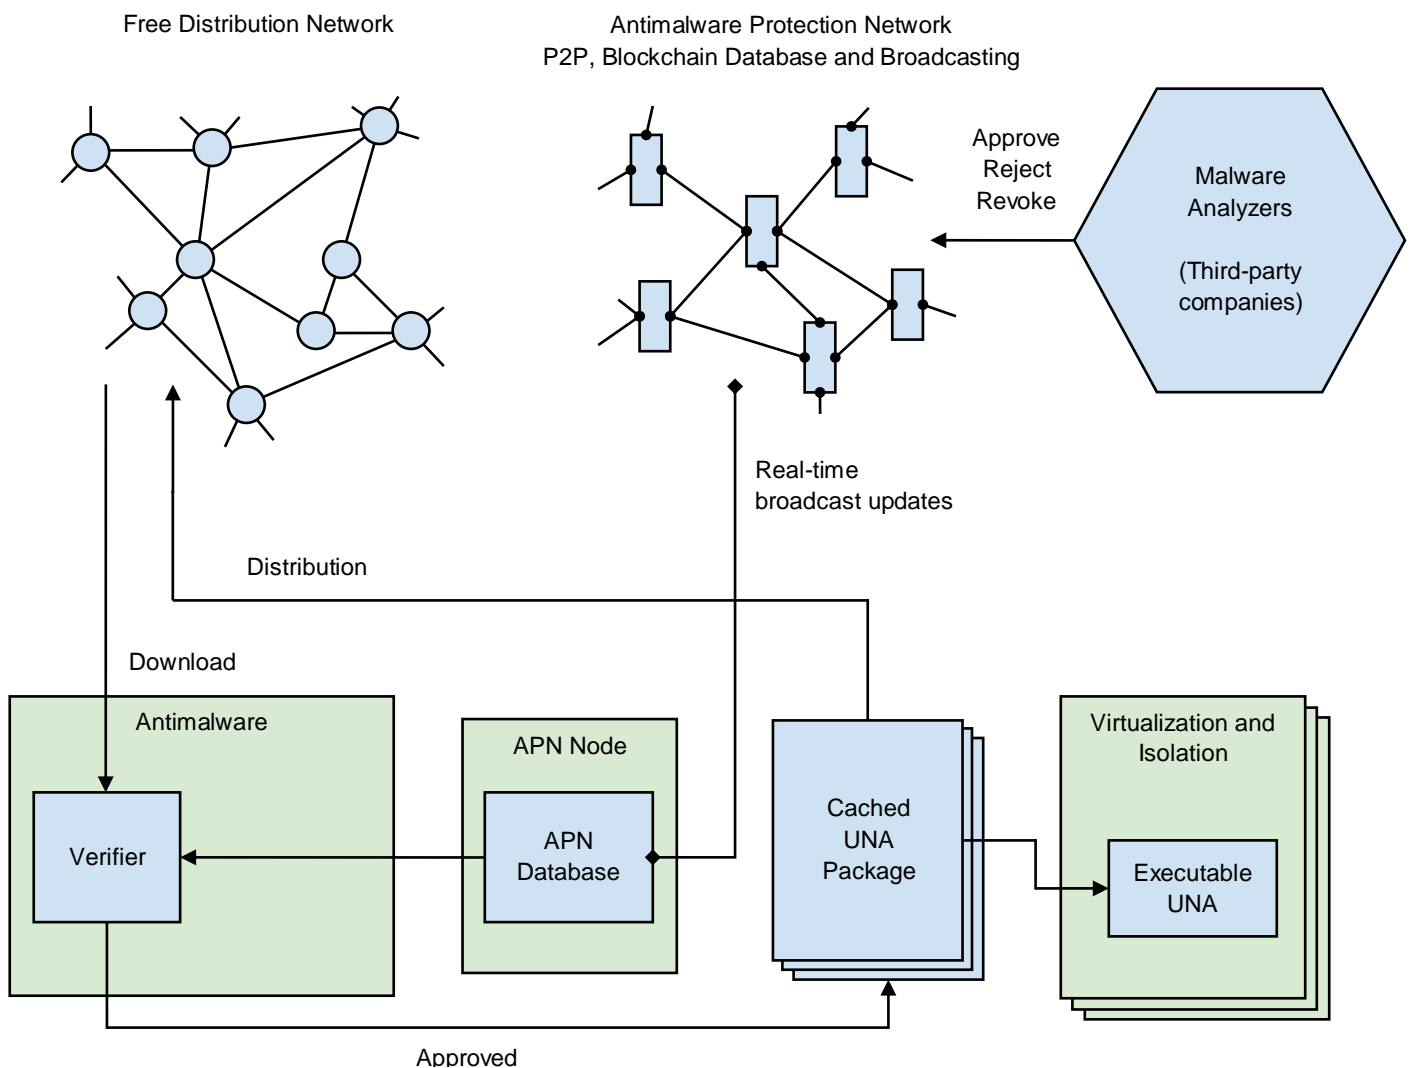 Free Distribution Network
Antimalware Protection Network
P2P, Blockchain Database and Broadcasting
Approve
Reject
Revoke
Malware
Analyzers
(Third-party
companies)
Real-time
broadcast updates
Distribution
Download
Antimalware
Verifier
APN Node
APN
Database
Cached
UNA
Package
Virtualization and
Isolation
Executable
UNA
Approved